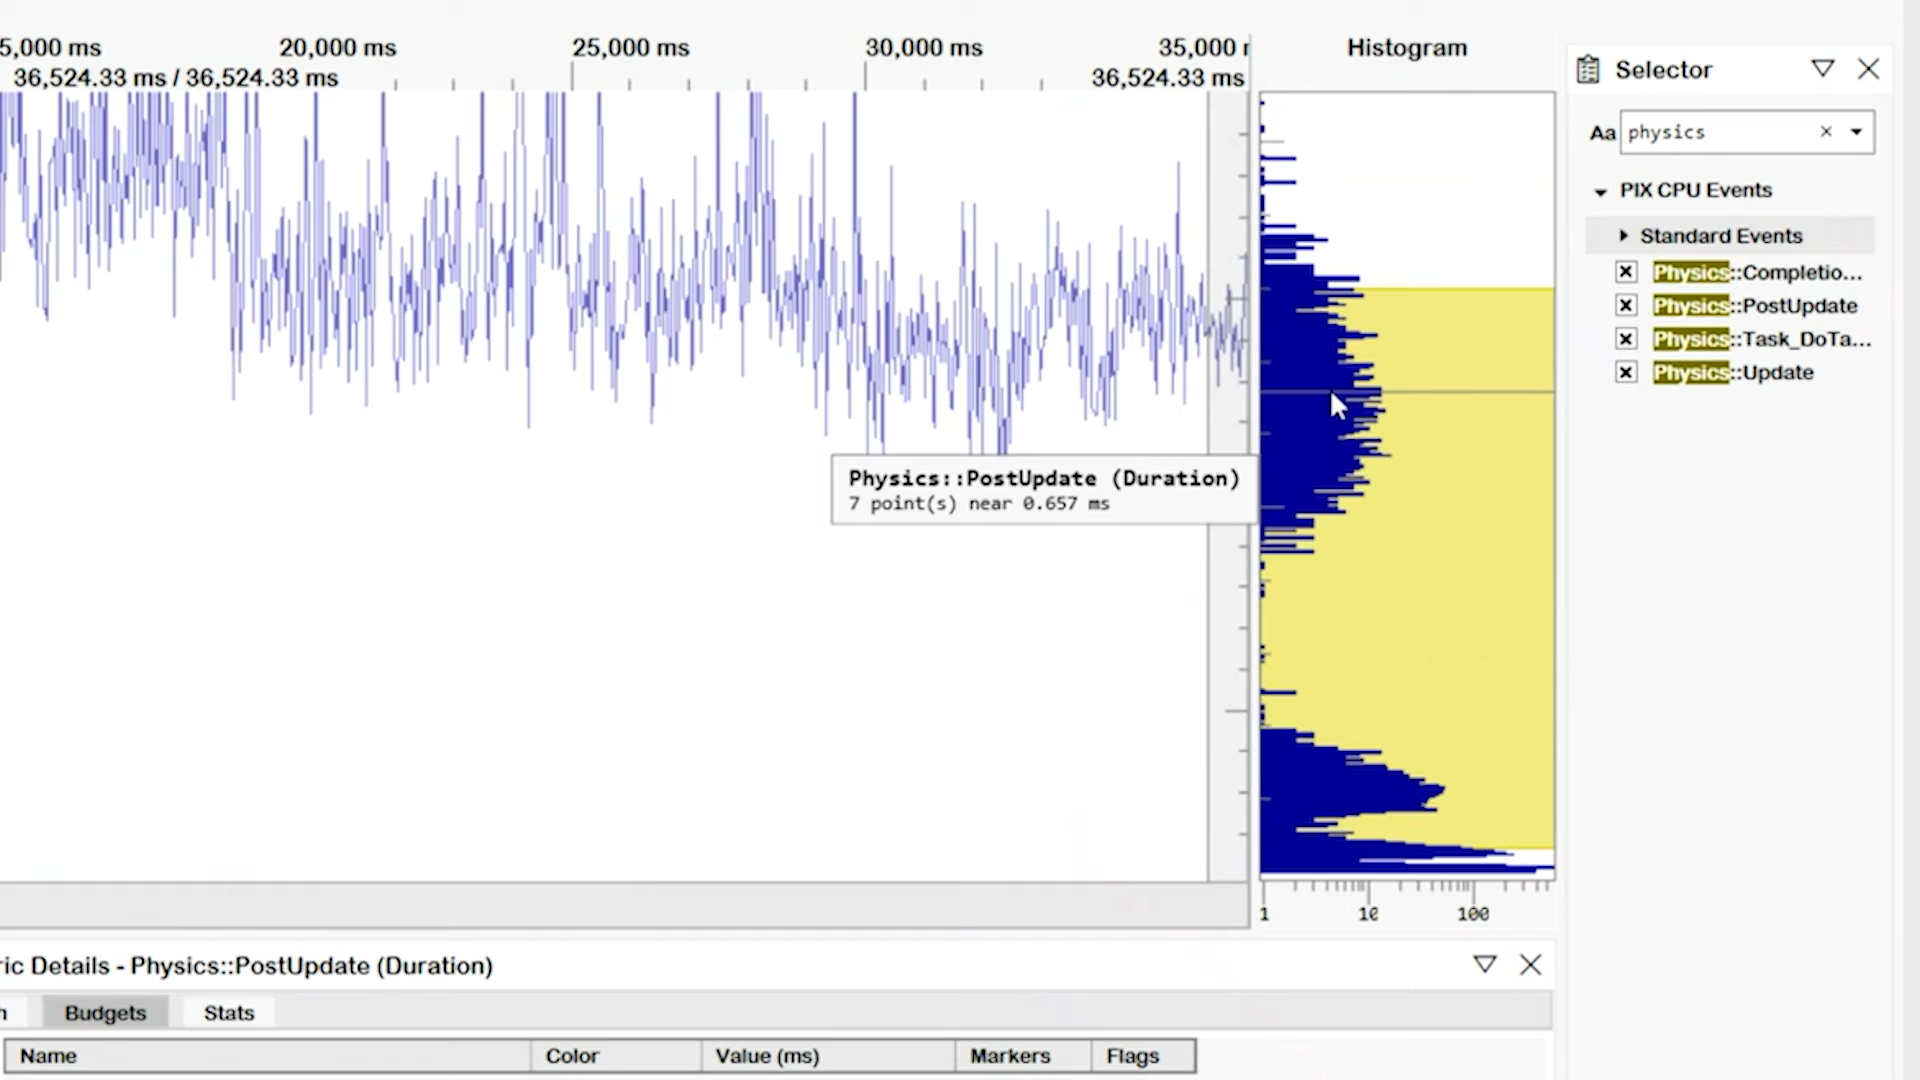 5,000 ms
20,000 ms
25,000 ms
30,000 ms
35,000
36,524.33 ms / 36,524.33 ms
36,524.33 ms
Histogram
Physics::PostUpdate (Duration)
7 point(s) near 0.657 ms
1
10
100
Selector
Aa
physics
PIX CPU Events
Standard Events
Physics::Completio...
Physics::PostUpdate
Physics::Task_DoTa...
Physics::Update
ric Details - Physics::PostUpdate (Duration)
h
Budgets
Stats
Name
Color
Value (ms)
Markers
Flags